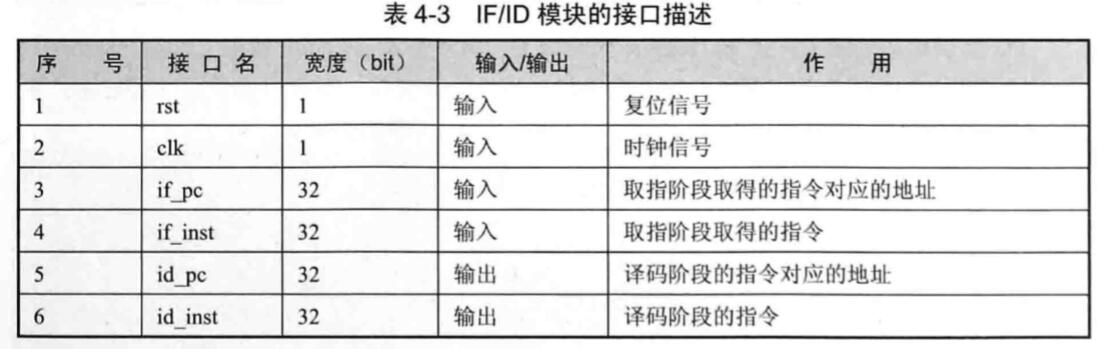 表 4-3 IF/ID 模块的接口描述
序 号 接 口 名 宽度（bit） 输入/输出 作 用
1 rst 1 输入 复位信号
2 clk 1 输入 时钟信号
3 if_pc 32 输入 取指阶段取得的指令对应的地址
4 if_inst 32 输入 取指阶段取得的指令
5 id_pc 32 输出 译码阶段的指令对应的地址
6 id_inst 32 输出 译码阶段的指令